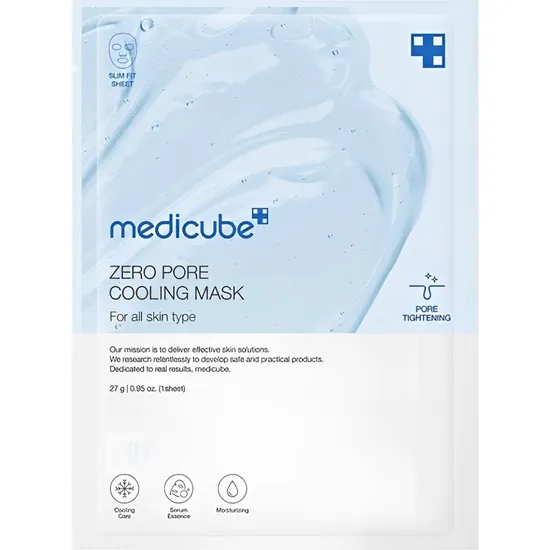 SLIM FIT
SHEET
medicube
ZERO PORE
COOLING MASK
For all skin type
PORE
TIGHTENING
Our mission is to deliver effective skin solutions.
We research relentlessly to develop safe and practical products.
Dedicated to real results, medicube.
27 g | 0.95 oz. (1sheet)
Cooling
Care
Serum
Essence
Moisturizing